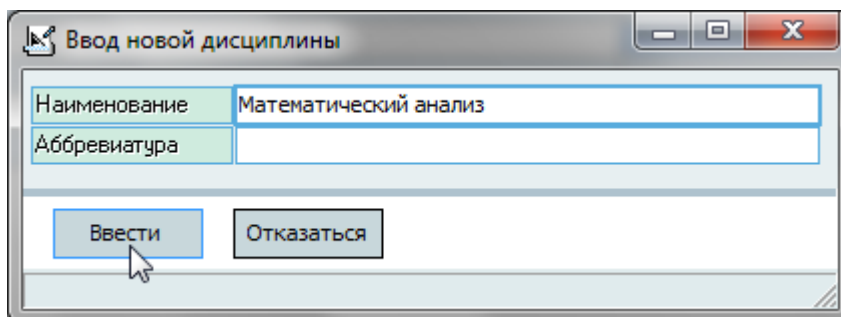 Ввод новой дисциплины
Наименование Математический анализ
Аббревиатура
Ввести Отказаться